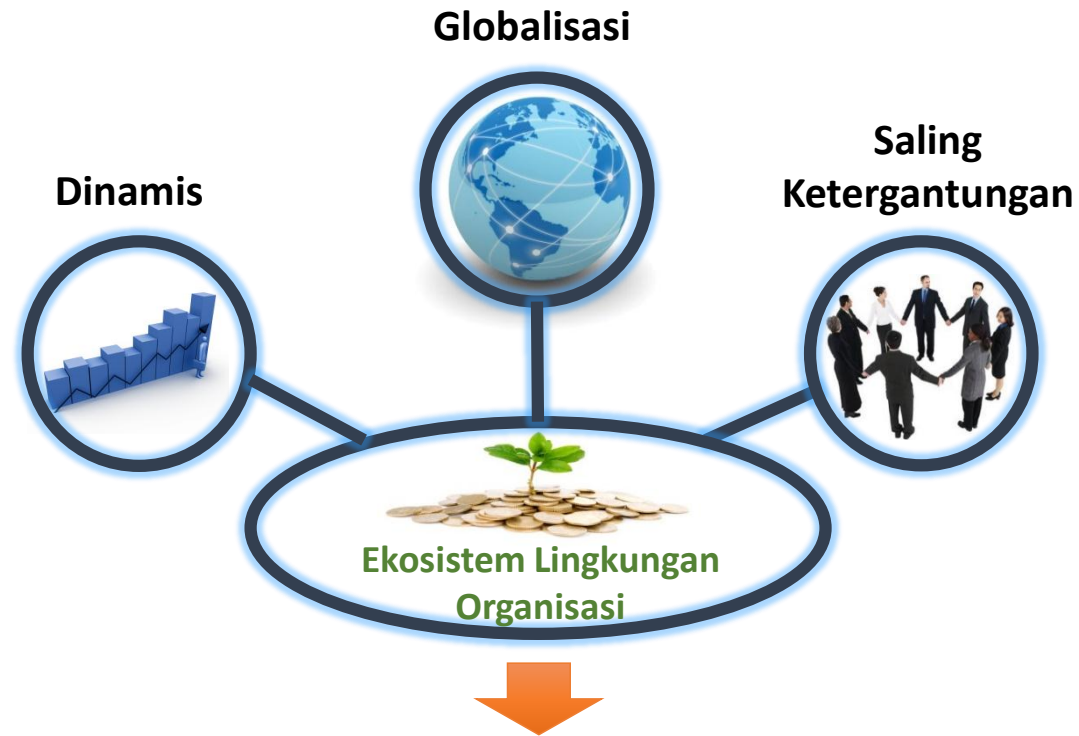 Globalisasi
Saling
Ketergantungan
Dinamis
Ekosistem Lingkungan
Organisasi